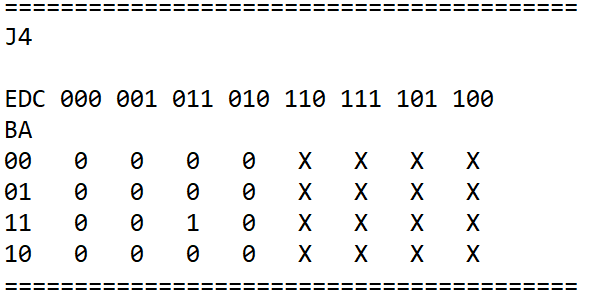 =========================================
J4
EDC 000 001 011 010 110 111 101 100
BA
00 0 0 0 0 X X X X
01 0 0 0 0 X X X X
11 0 0 1 0 X X X X
10 0 0 0 0 X X X X
=========================================